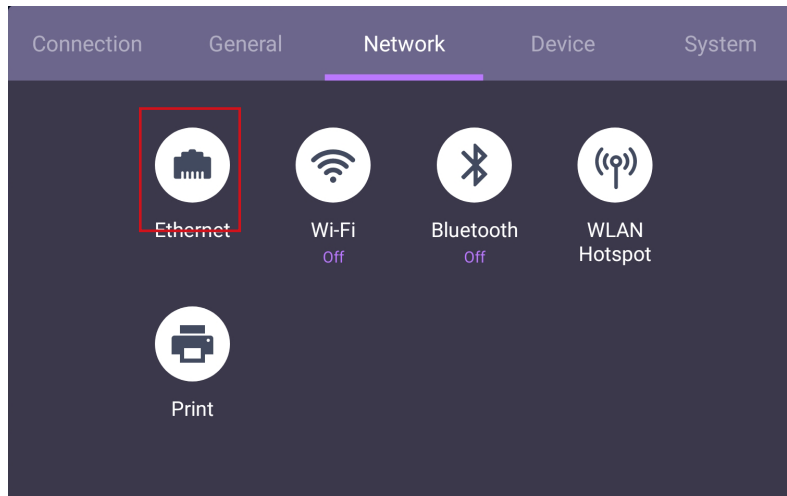 Connection General Network Device System
Ethernet Wi-Fi Bluetooth WLAN
Off Off Hotspot
Print